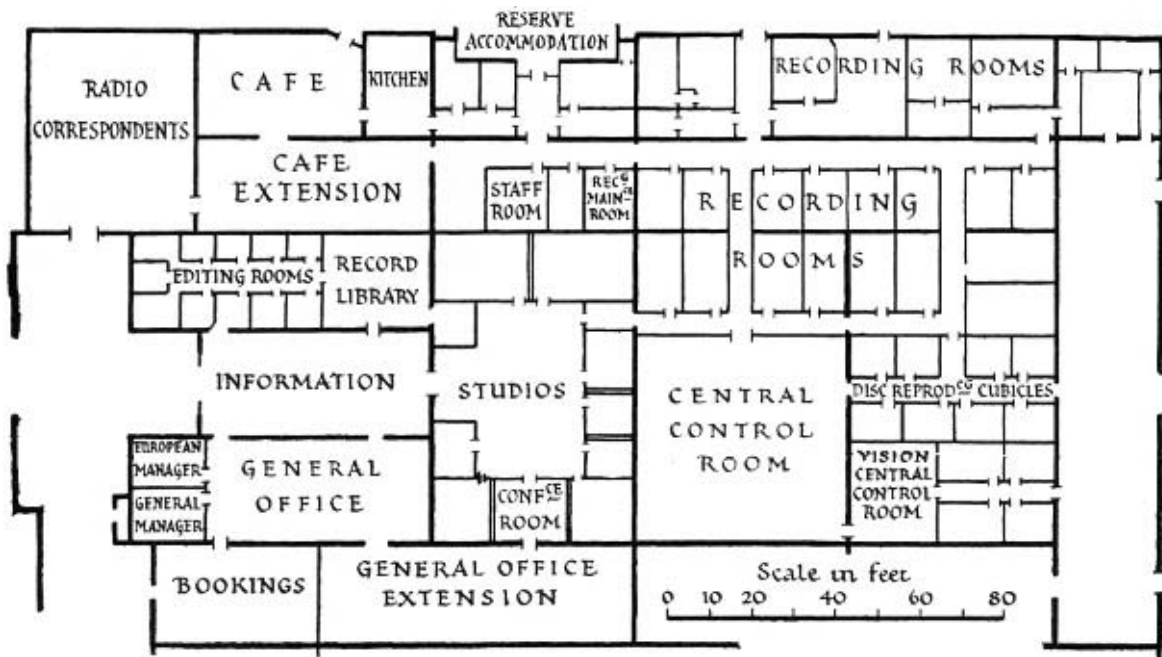 RESERVE
ACCOMMODATION
RADIO
CORRESPONDENTS
CAFE
KITCHEN
RECORDING ROOMS
CAFE
EXTENSION
STAFF
ROOM
RECG
MAINCE
ROOM
RECORDING
ROOMS
EDITING ROOMS
RECORD
LIBRARY
INFORMATION
STUDIOS
CENTRAL
CONTROL
ROOM
DISC REPRODCG CUBICLES
EUROPEAN
MANAGER
GENERAL
MANAGER
GENERAL
OFFICE
CONFCE
ROOM
VISION
CENTRAL
CONTROL
ROOM
BOOKINGS
GENERAL OFFICE
EXTENSION
Scale in feet
0 10 20 40 60 80